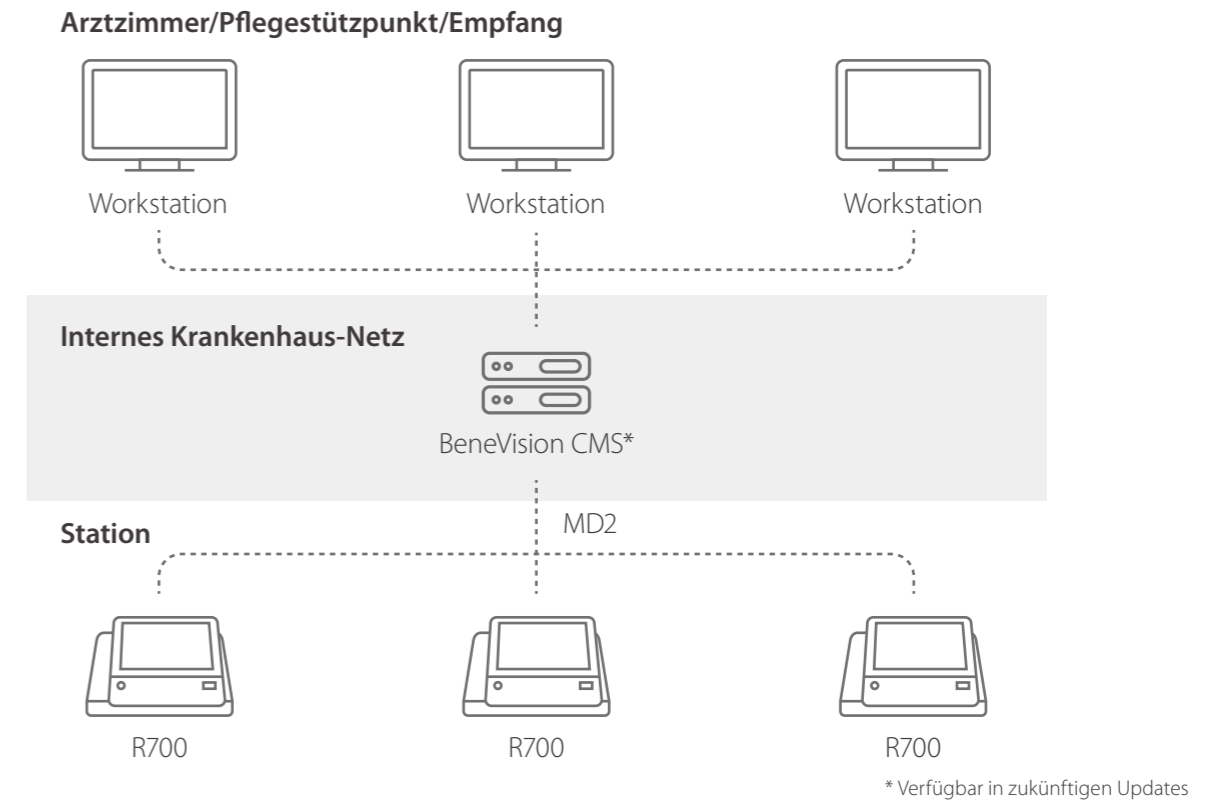 Arztzimmer/Pflegestützpunkt/Empfang
Workstation
Workstation
Workstation
Internes Krankenhaus-Netz
BeneVision CMS*
MD2
Station
R700
R700
R700
* Verfügbar in zukünftigen Updates